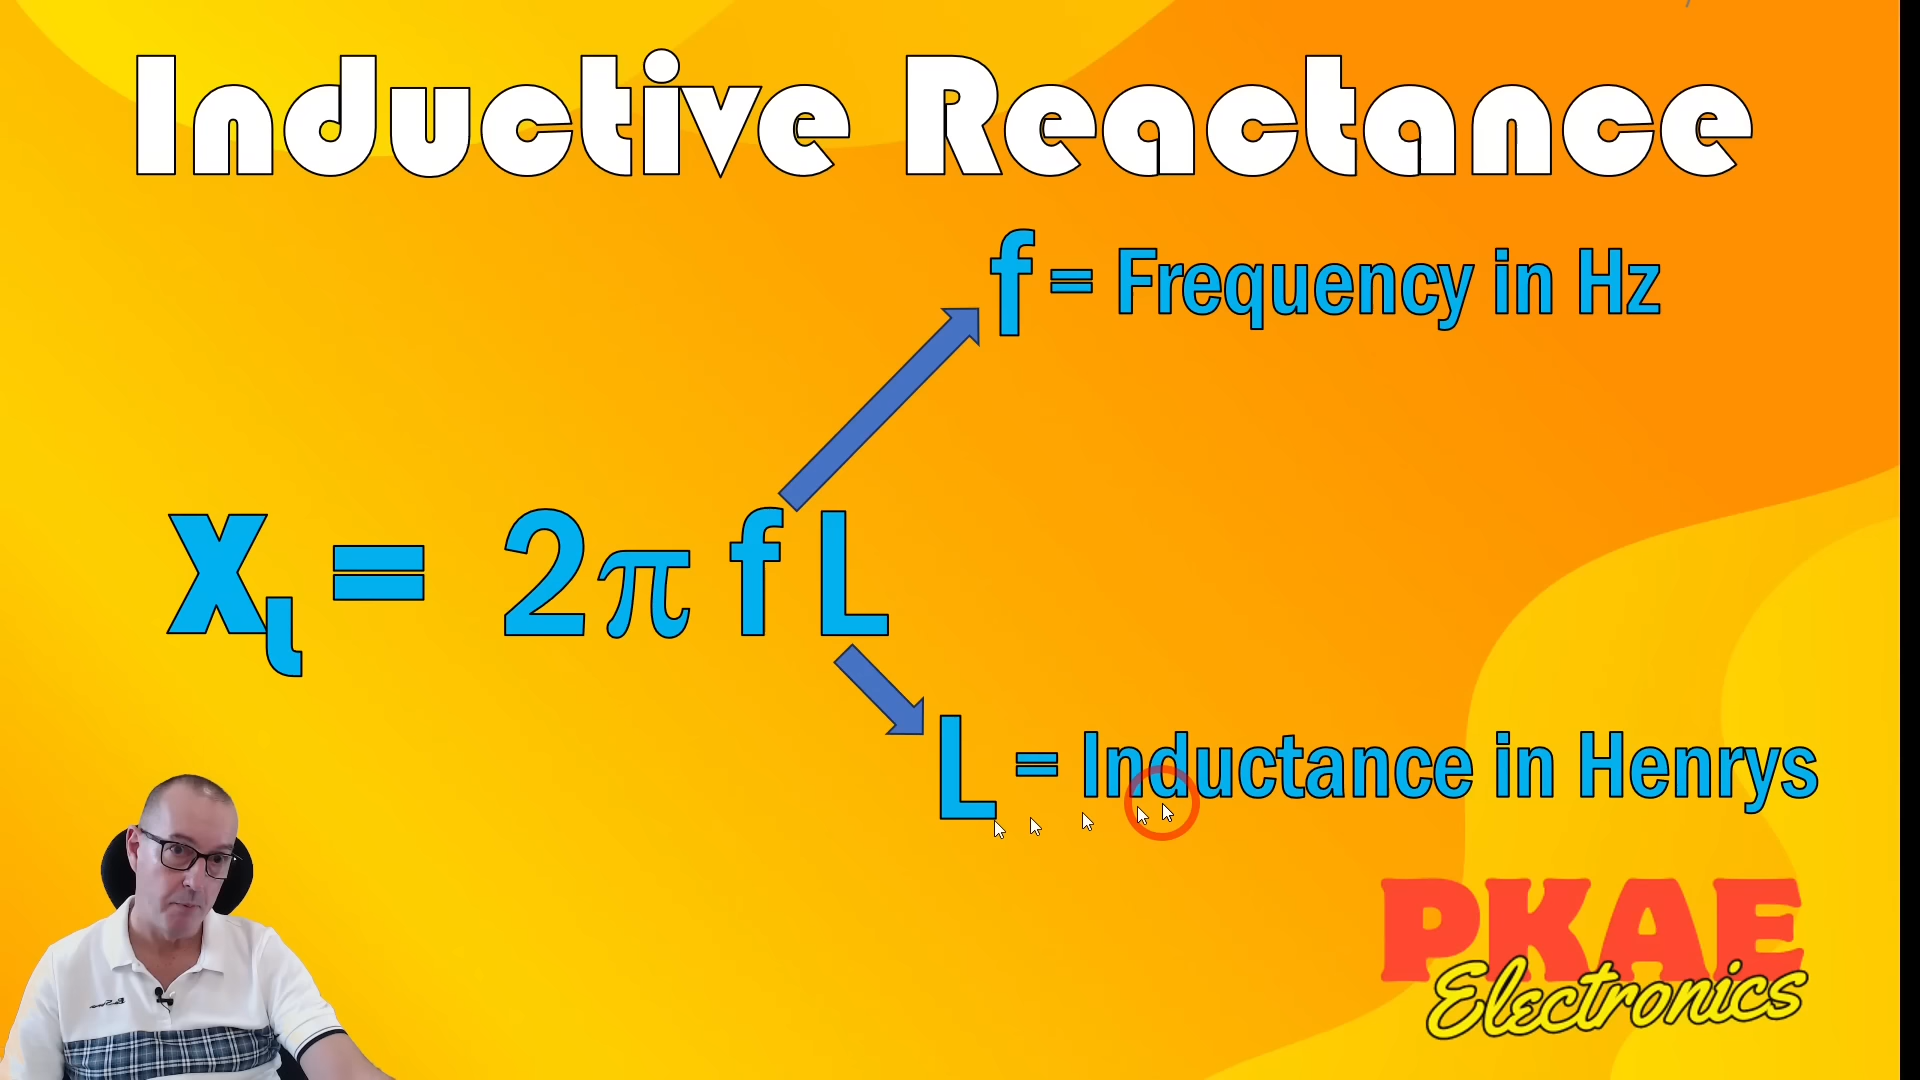 Inductive Reactance
f = Frequency in Hz
XL = 2π f L
L = Inductance in Henrys
PKAE
Electronics